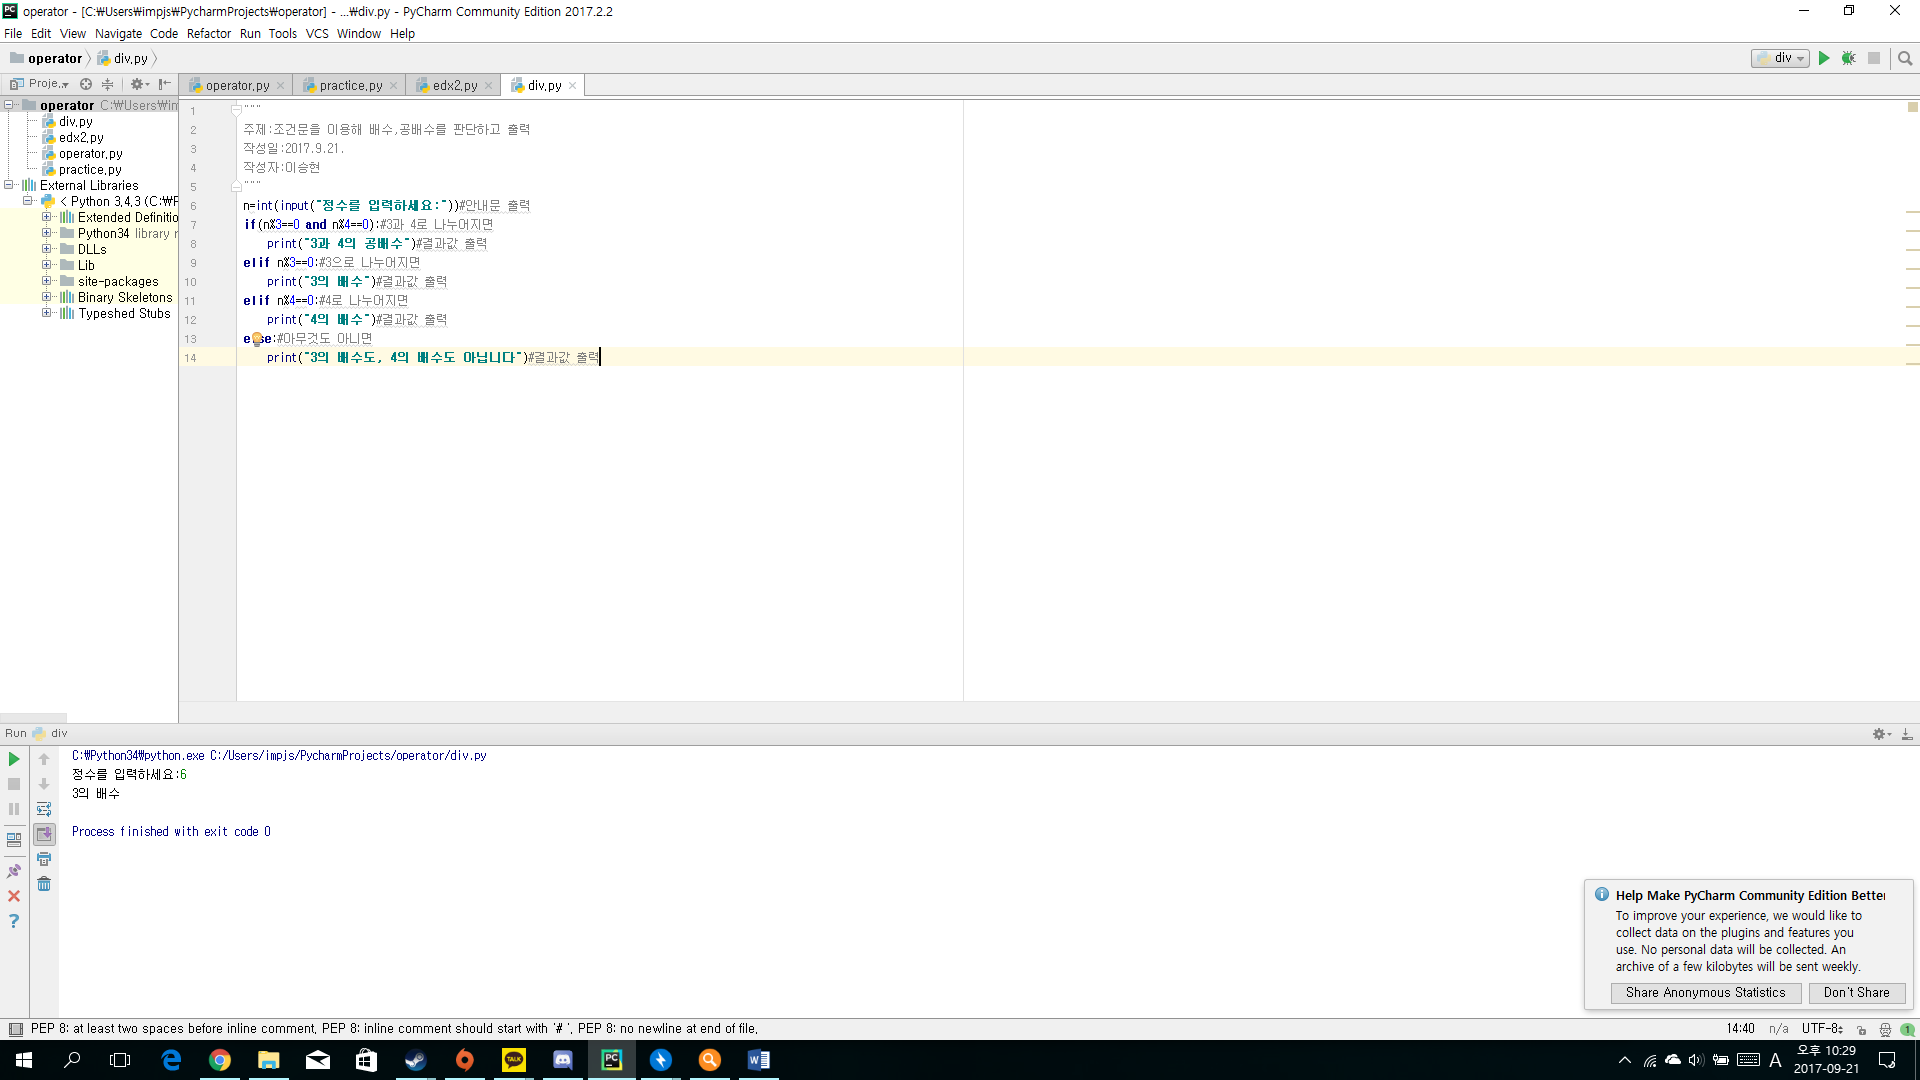 operator - [C:₩Users₩impjs₩PycharmProjects₩operator] - ...₩div.py - PyCharm Community Edition 2017.2.2
File Edit View Navigate Code Refactor Run Tools VCS Window Help
operator div.py
div
Proje..
operator.py practice.py edx2.py div.py
operator C:₩Users₩im
div.py
edx2.py
operator.py
practice.py
External Libraries
< Python 3.4.3 (C:₩P
Extended Definitio
Python34 library r
DLLs
Lib
site-packages
Binary Skeletons
Typeshed Stubs
1 """
2 주제:조건문을 이용해 배수,공배수를 판단하고 출력
3 작성일:2017.9.21.
4 작성자:이승현
5 """
6 n=int(input("정수를 입력하세요:"))#안내문 출력
7 if(n%3==0 and n%4==0):#3과 4로 나누어지면
8 print("3과 4의 공배수")#결과값 출력
9 elif n%3==0:#3으로 나누어지면
10 print("3의 배수")#결과값 출력
11 elif n%4==0:#4로 나누어지면
12 print("4의 배수")#결과값 출력
13 else:#아무것도 아니면
14 print("3의 배수도, 4의 배수도 아닙니다")#결과값 출력
Run div
C:₩Python34₩python.exe C:/Users/impjs/PycharmProjects/operator/div.py
정수를 입력하세요:6
3의 배수
Process finished with exit code 0
Help Make PyCharm Community Edition Better
To improve your experience, we would like to
collect data on the plugins and features you
use. No personal data will be collected. An
archive of a few kilobytes will be sent weekly.
Share Anonymous Statistics Don't Share
PEP 8: at least two spaces before inline comment. PEP 8: inline comment should start with '# '. PEP 8: no newline at end of file.
14:40 n/a UTF-8 1
TALK
A 오후 10:29
2017-09-21